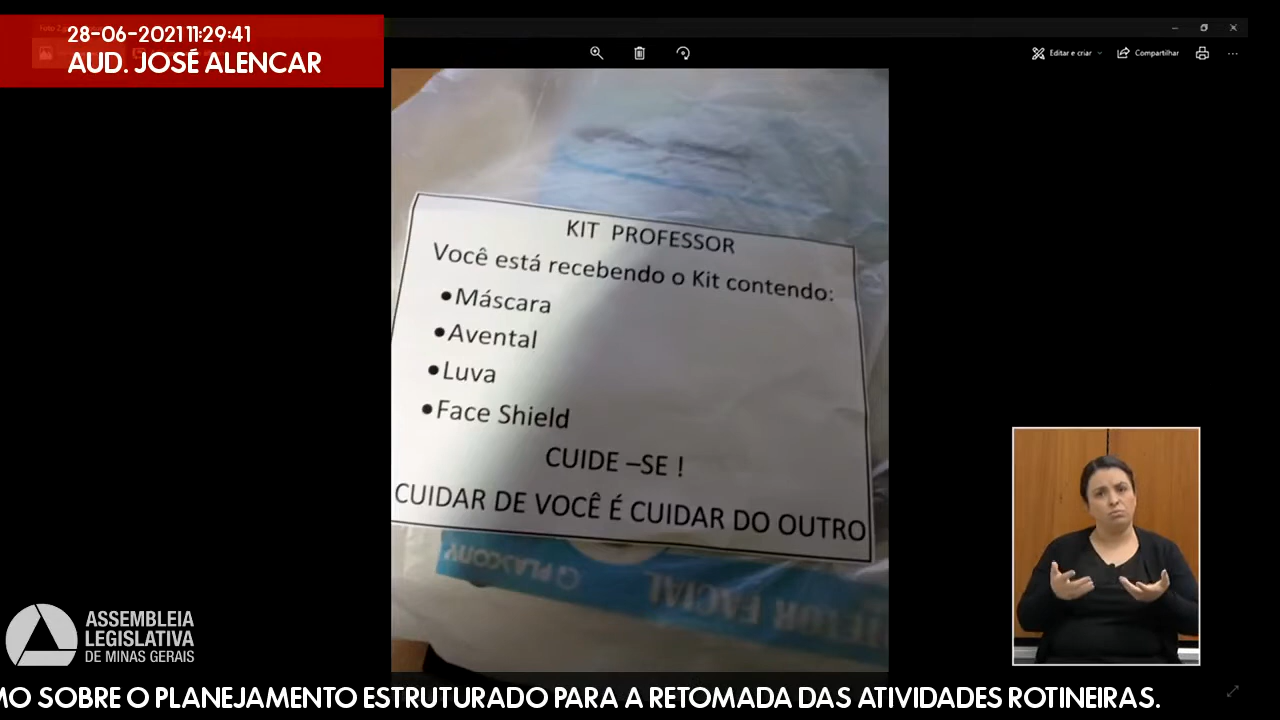 28-06-2021 11:29:41
AUD. JOSÉ ALENCAR
Editar e criar
Compartilhar
KIT PROFESSOR
Você está recebendo o Kit contendo:
•Máscara
•Avental
•Luva
•Face Shield
CUIDE –SE !
CUIDAR DE VOCÊ É CUIDAR DO OUTRO
FACIAL
ASSEMBLEIA
LEGISLATIVA
DE MINAS GERAIS
SOBRE O PLANEJAMENTO ESTRUTURADO PARA A RETOMADA DAS ATIVIDADES ROTINEIRAS.